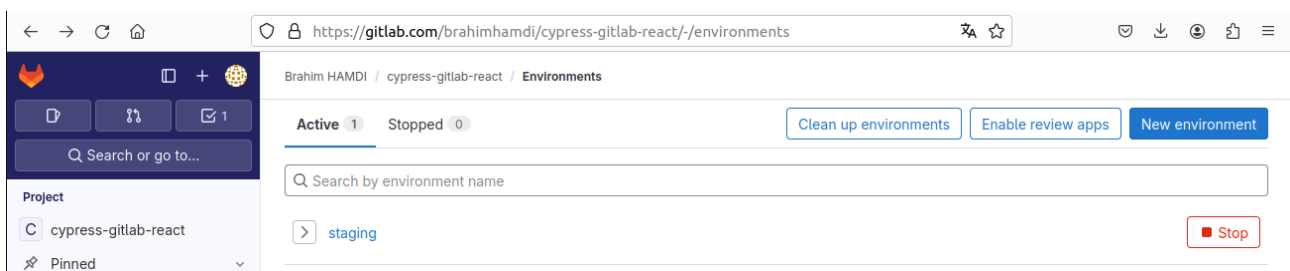 https://gitlab.com/brahimhamdi/cypress-gitlab-react/-/environments
Brahim HAMDI / cypress-gitlab-react / Environments
1
Search or go to...
Project
C cypress-gitlab-react
Pinned
Active 1 Stopped 0 Clean up environments Enable review apps New environment
Search by environment name
staging Stop